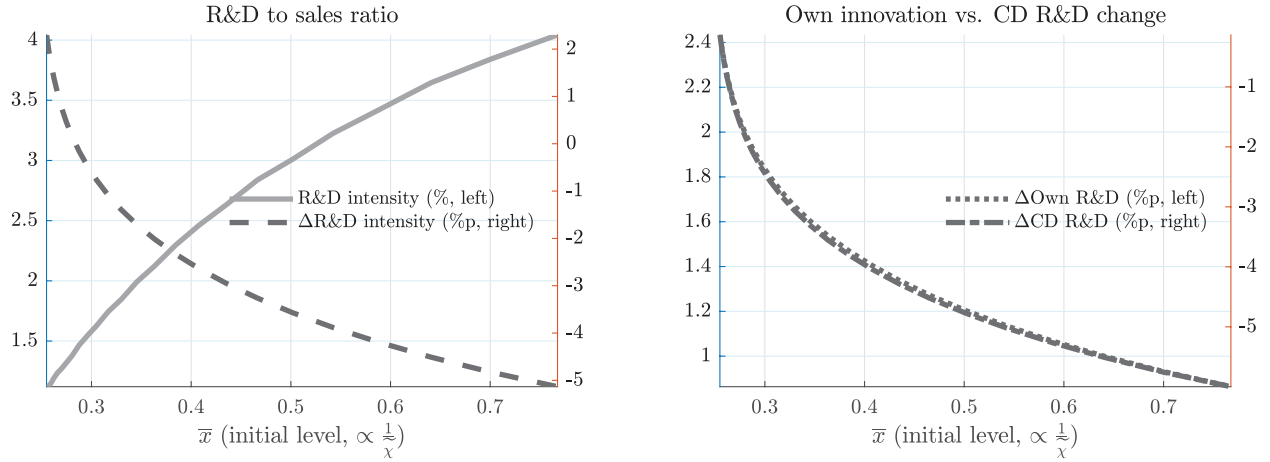 R&D to sales ratio
4
3.5
3
2.5
2
1.5
2
1
0
-1
-2
-3
-4
-5
R&D intensity (%, left)
ΔR&D intensity (%p, right)
0.3 0.4 0.5 0.6 0.7
x̅ (initial level, ∝ 1/χ̃)
Own innovation vs. CD R&D change
2.4
2.2
2
1.8
1.6
1.4
1.2
1
-1
-2
-3
-4
-5
ΔOwn R&D (%p, left)
ΔCD R&D (%p, right)
0.3 0.4 0.5 0.6 0.7
x̅ (initial level, ∝ 1/χ̃)